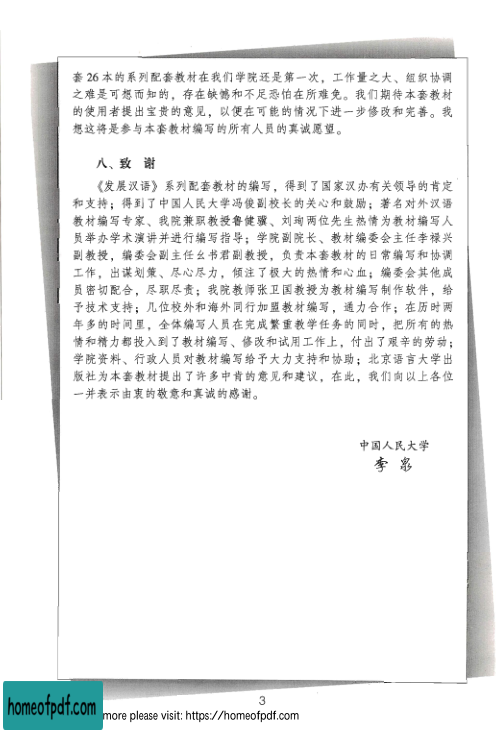 套26本的系列配套教材在我们学院还是第一次，工作量之大、组织协调
之难是可想而知的，存在缺憾和不足恐怕在所难免。我们期待本套教材
的使用者提出宝贵的意见，以便在可能的情况下进一步修改和完善。我
想这将是参与本套教材编写的所有人员的真诚愿望。
八、致 谢
《发展汉语》系列配套教材的编写，得到了国家汉办有关领导的肯定
和支持；得到了中国人民大学冯俊副校长的关心和鼓励；著名对外汉语
教材编写专家、我院兼职教授鲁健骥、刘珣两位先生热情为教材编写人
员举办学术演讲并进行编写指导；学院副院长、教材编委会主任李禄兴
副教授，编委会副主任幺书君副教授，负责本套教材的日常编写和协调
工作，出谋划策、尽心尽力，倾注了极大的热情和心血；编委会其他成
员密切配合，尽职尽责；我院教师张卫国教授为教材编写制作软件，给
予技术支持；几位校外和海外同行加盟教材编写，通力合作；在历时两
年多的时间里，全体编写人员在完成繁重教学任务的同时，把所有的热
情和精力都投入到了教材编写、修改和试用工作上，付出了艰辛的劳动；
学院资料、行政人员对教材编写给予大力支持和协助；北京语言大学出
版社为本套教材提出了许多中肯的意见和建议，在此，我们向以上各位
一并表示由衷的敬意和真诚的感谢。
中国人民大学
李泉
3
homeofpdf.com
more please visit: https://homeofpdf.com